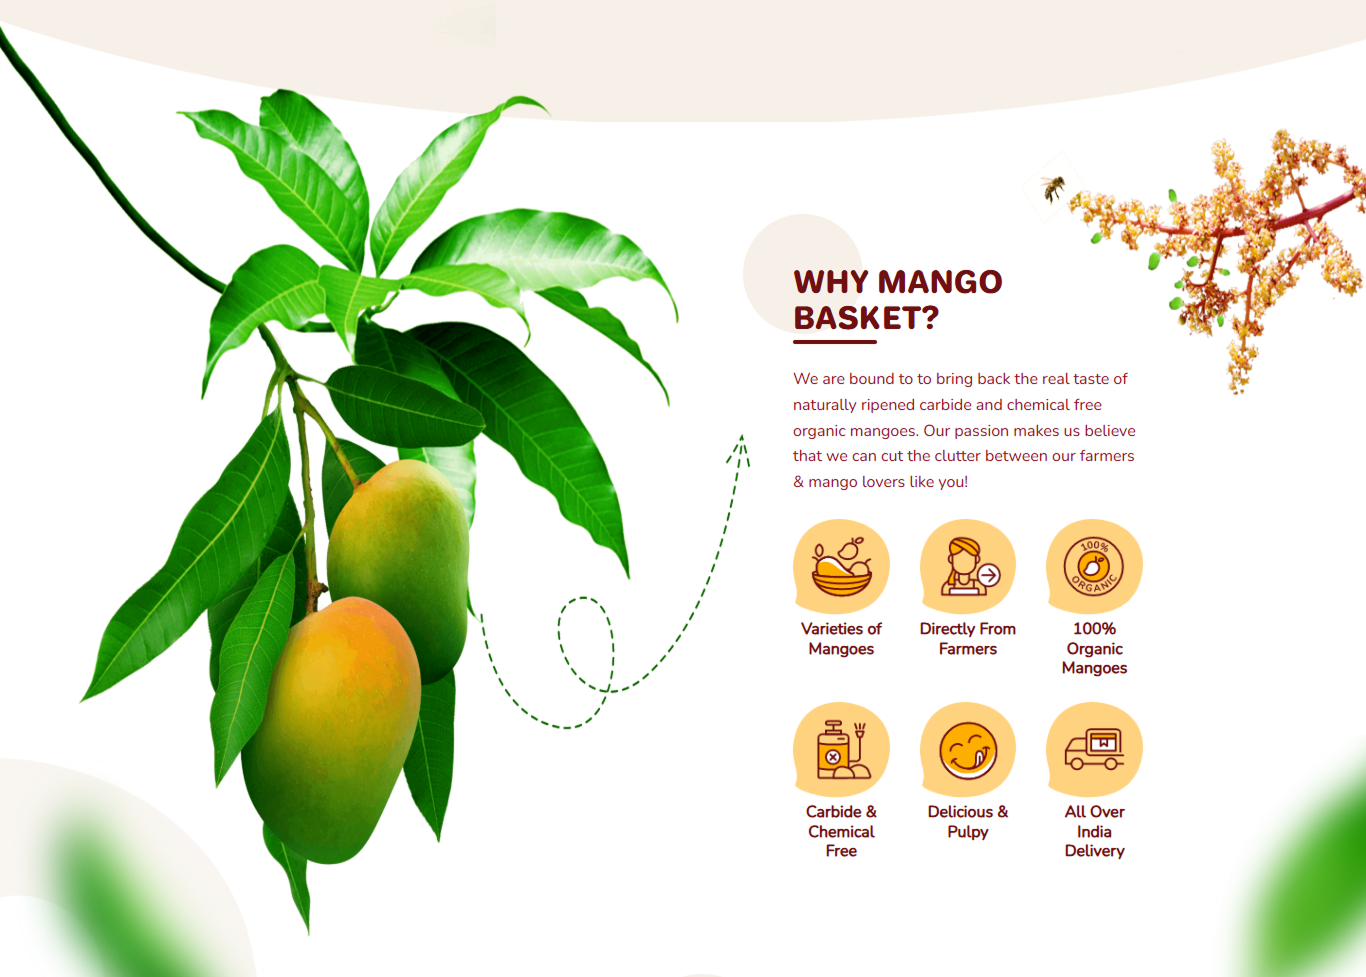 WHY MANGO
BASKET?
We are bound to to bring back the real taste of
naturally ripened carbide and chemical free
organic mangoes. Our passion makes us believe
that we can cut the clutter between our farmers
& mango lovers like you!
100%
ORGANIC
Varieties of
Mangoes
Directly From
Farmers
100%
Organic
Mangoes
Carbide &
Chemical
Free
Delicious &
Pulpy
All Over
India
Delivery